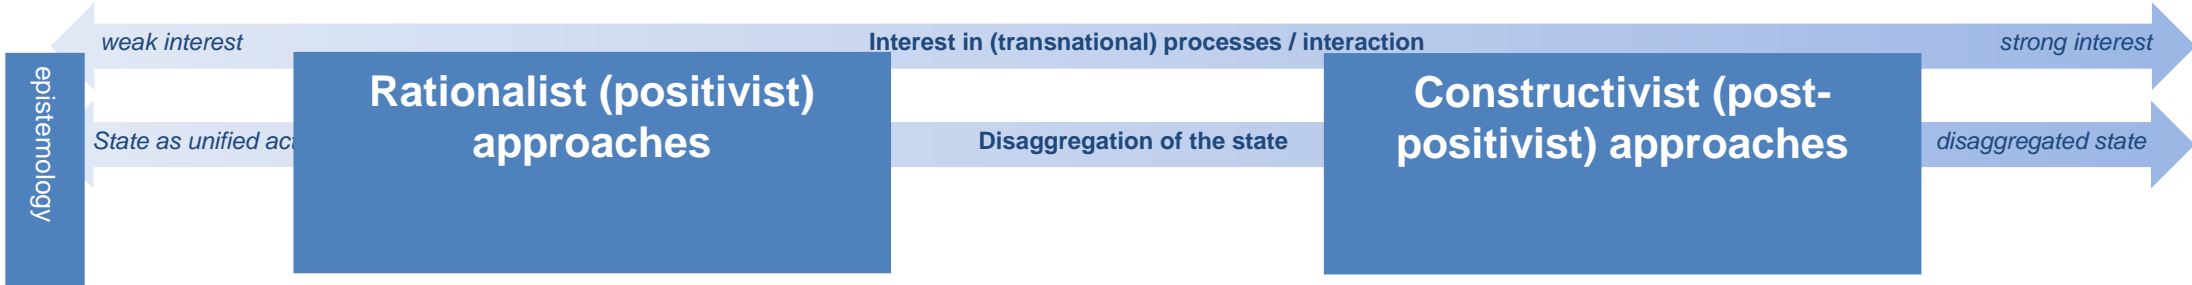 weak interest
Interest in (transnational) processes / interaction
strong interest
epistemology
Rationalist (positivist)
approaches
Constructivist (post-
positivist) approaches
State as unified act
Disaggregation of the state
disaggregated state